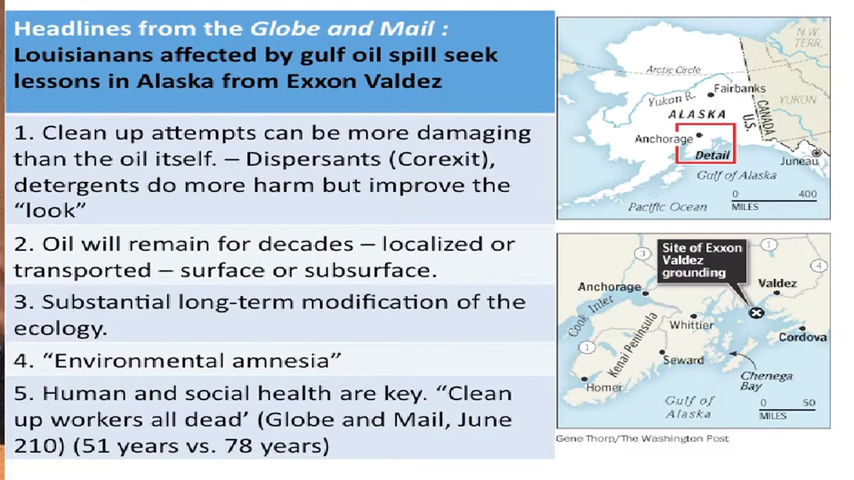 Headlines from the Globe and Mail :
Louisianans affected by gulf oil spill seek
lessons in Alaska from Exxon Valdez
1. Clean up attempts can be more damaging
than the oil itself. – Dispersants (Corexit),
detergents do more harm but improve the
“look”
2. Oil will remain for decades – localized or
transported – surface or subsurface.
3. Substantial long-term modification of the
ecology.
4. “Environmental amnesia”
5. Human and social health are key. “Clean
up workers all dead’ (Globe and Mail, June
210) (51 years vs. 78 years)
N.W.
TERR.
Arctic Circle
Fairbanks
Yukon R.
YUKON
ALASKA
CANADA
U.S.
Anchorage
Detail
Juneau
Gulf of Alaska
0 400
MILES
Pacific Ocean
Site of Exxon
Valdez
grounding
1
3
4
Anchorage
Valdez
Cook Inlet
Whittier
Cordova
Kenai Peninsula
1
Seward
Chenega
Bay
Homer
Gulf of
Alaska
0 50
MILES
Gene Thorp/The Washington Post